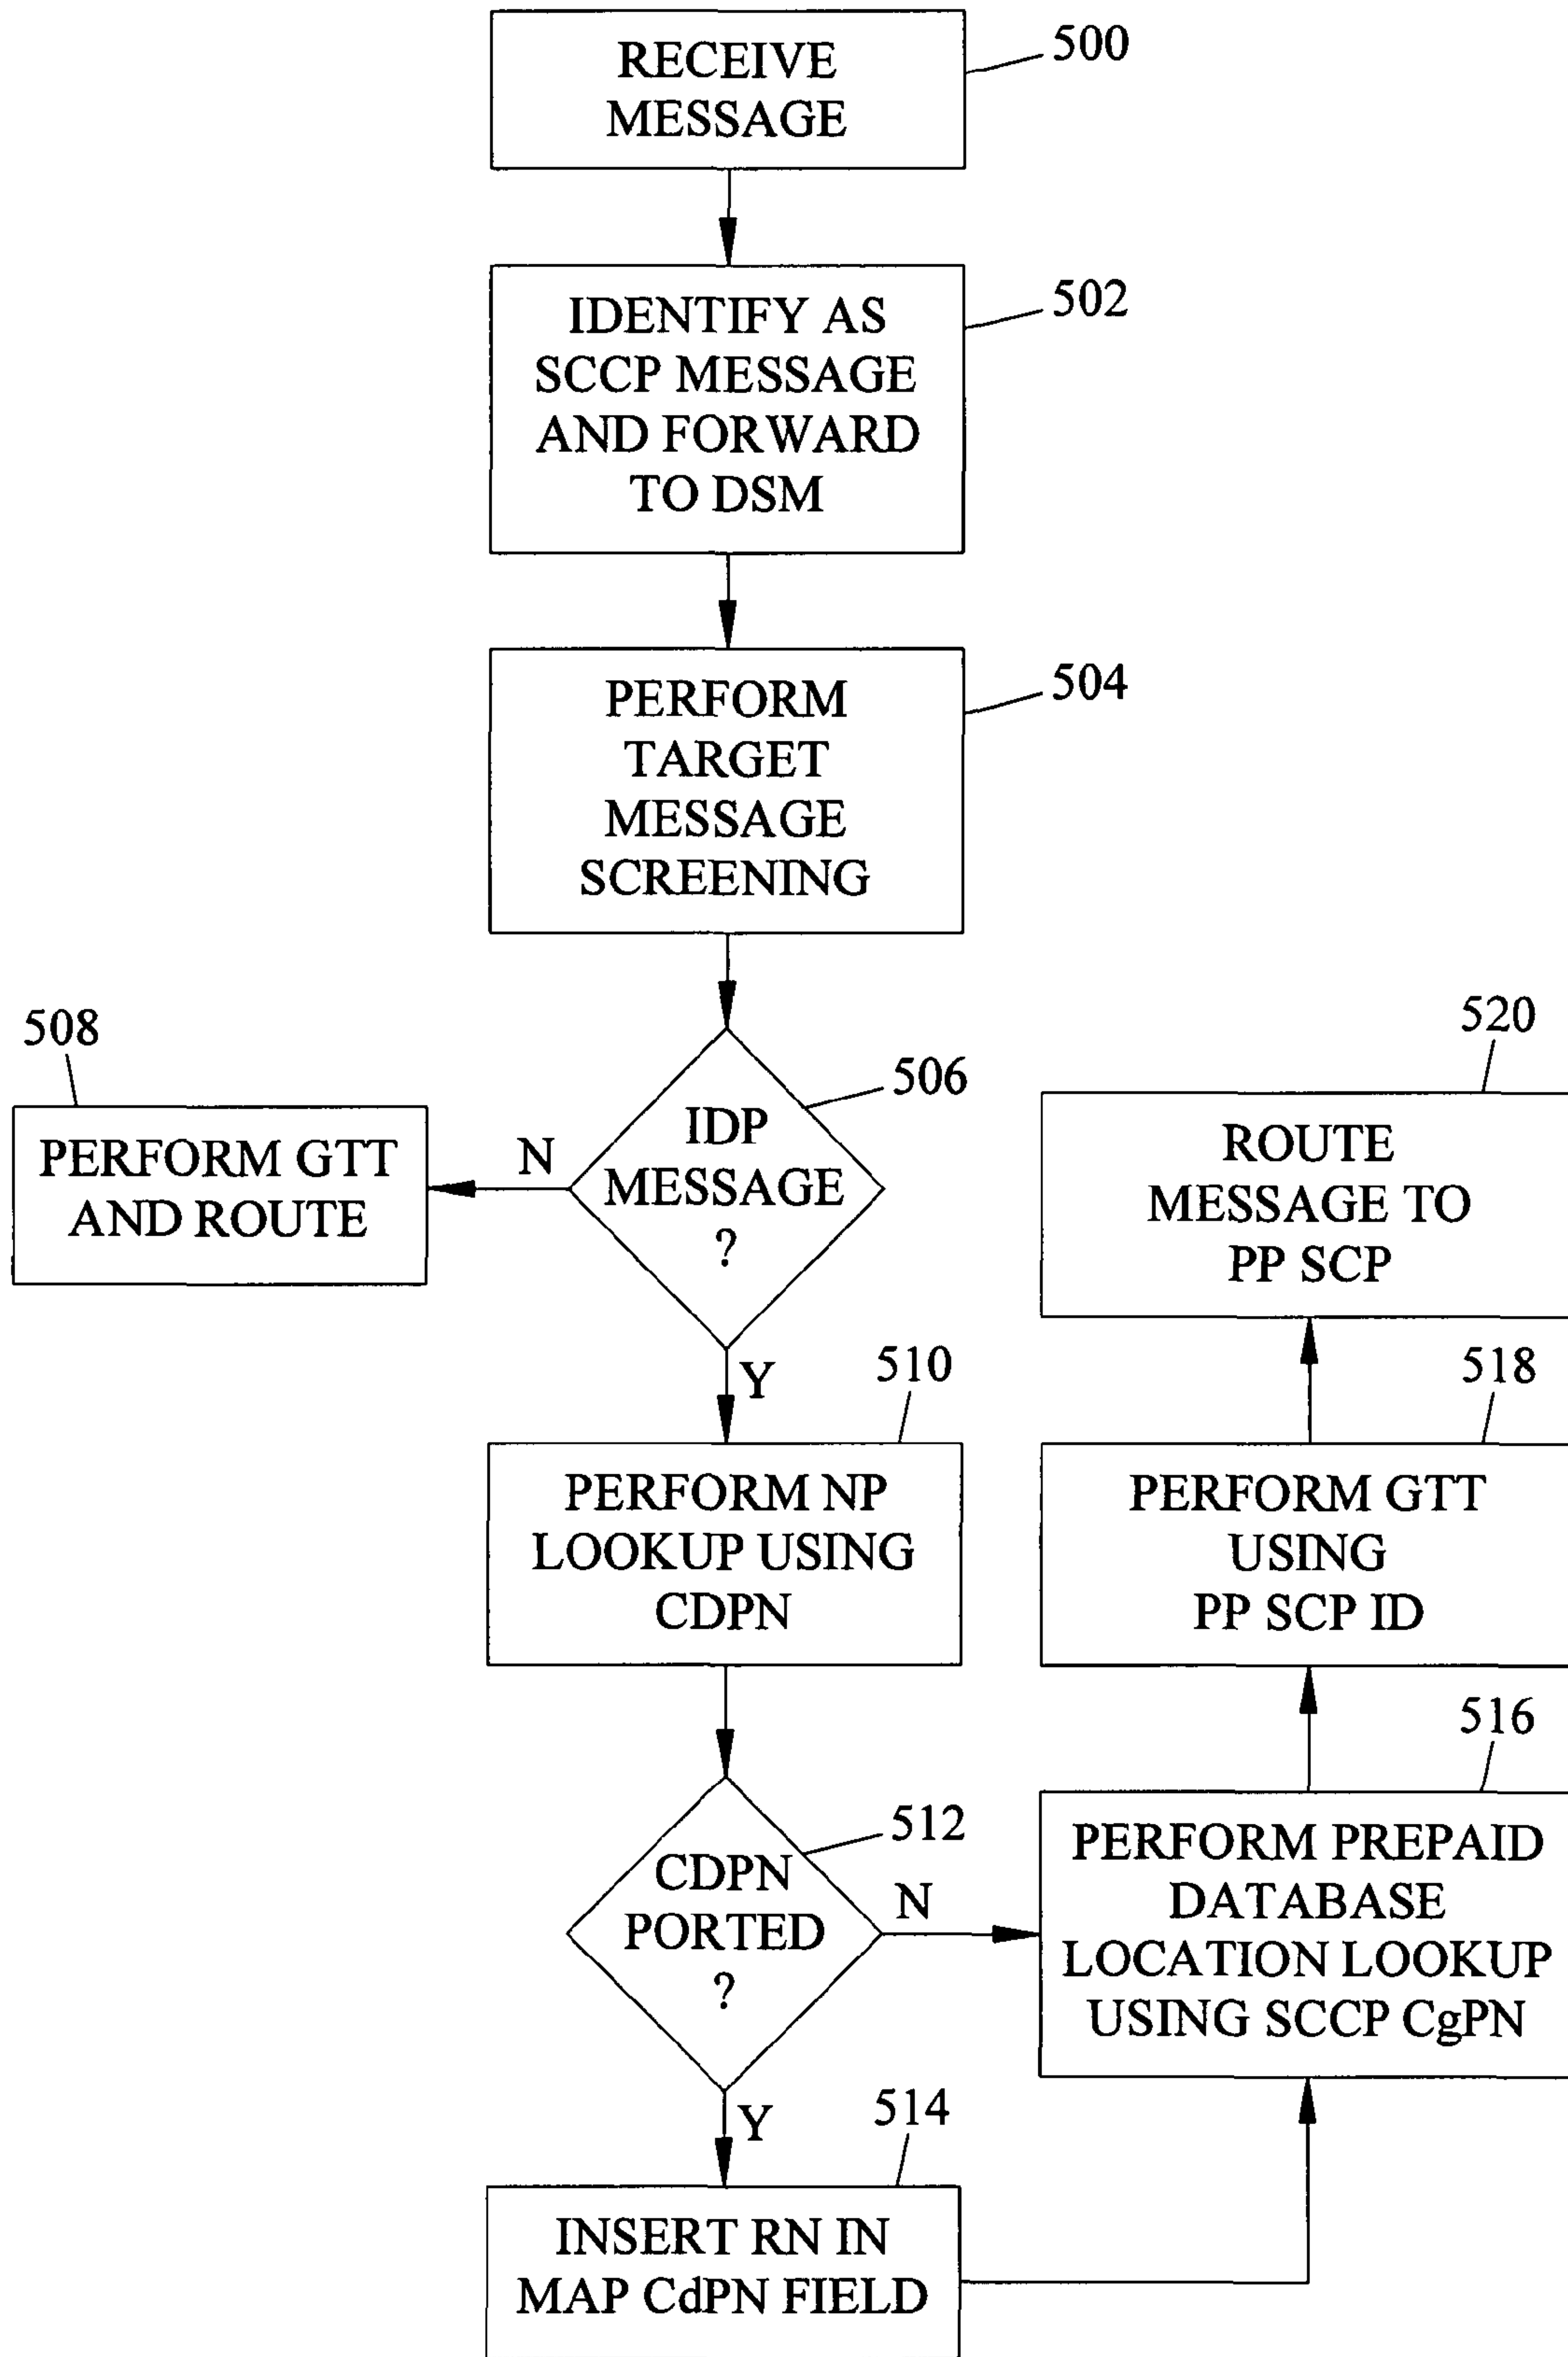 RECEIVE
MESSAGE
500
IDENTIFY AS
SCCP MESSAGE
AND FORWARD
TO DSM
502
PERFORM
TARGET
MESSAGE
SCREENING
504
IDP
MESSAGE
?
506
N
508
PERFORM GTT
AND ROUTE
Y
510
PERFORM NP
LOOKUP USING
CDPN
CDPN
PORTED
?
512
N
Y
514
INSERT RN IN
MAP CdPN FIELD
516
PERFORM PREPAID
DATABASE
LOCATION LOOKUP
USING SCCP CgPN
518
PERFORM GTT
USING
PP SCP ID
520
ROUTE
MESSAGE TO
PP SCP